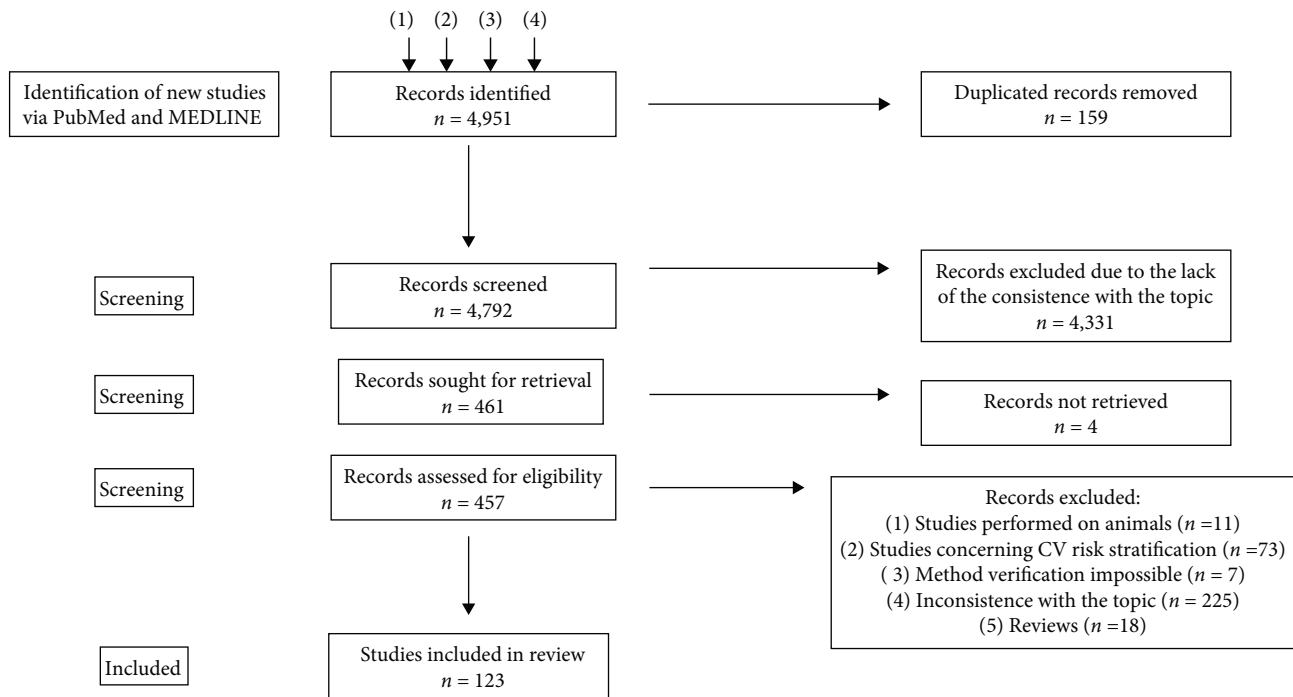 (1) (2) (3) (4)
Identification of new studies
via PubMed and MEDLINE
Records identified
n = 4,951
Duplicated records removed
n = 159
Screening
Records screened
n = 4,792
Records excluded due to the lack
of the consistence with the topic
n = 4,331
Screening
Records sought for retrieval
n = 461
Records not retrieved
n = 4
Screening
Records assessed for eligibility
n = 457
Records excluded:
(1) Studies performed on animals (n =11)
(2) Studies concerning CV risk stratification (n =73)
( 3) Method verification impossible (n = 7)
(4) Inconsistence with the topic (n = 225)
(5) Reviews (n =18)
Included
Studies included in review
n = 123